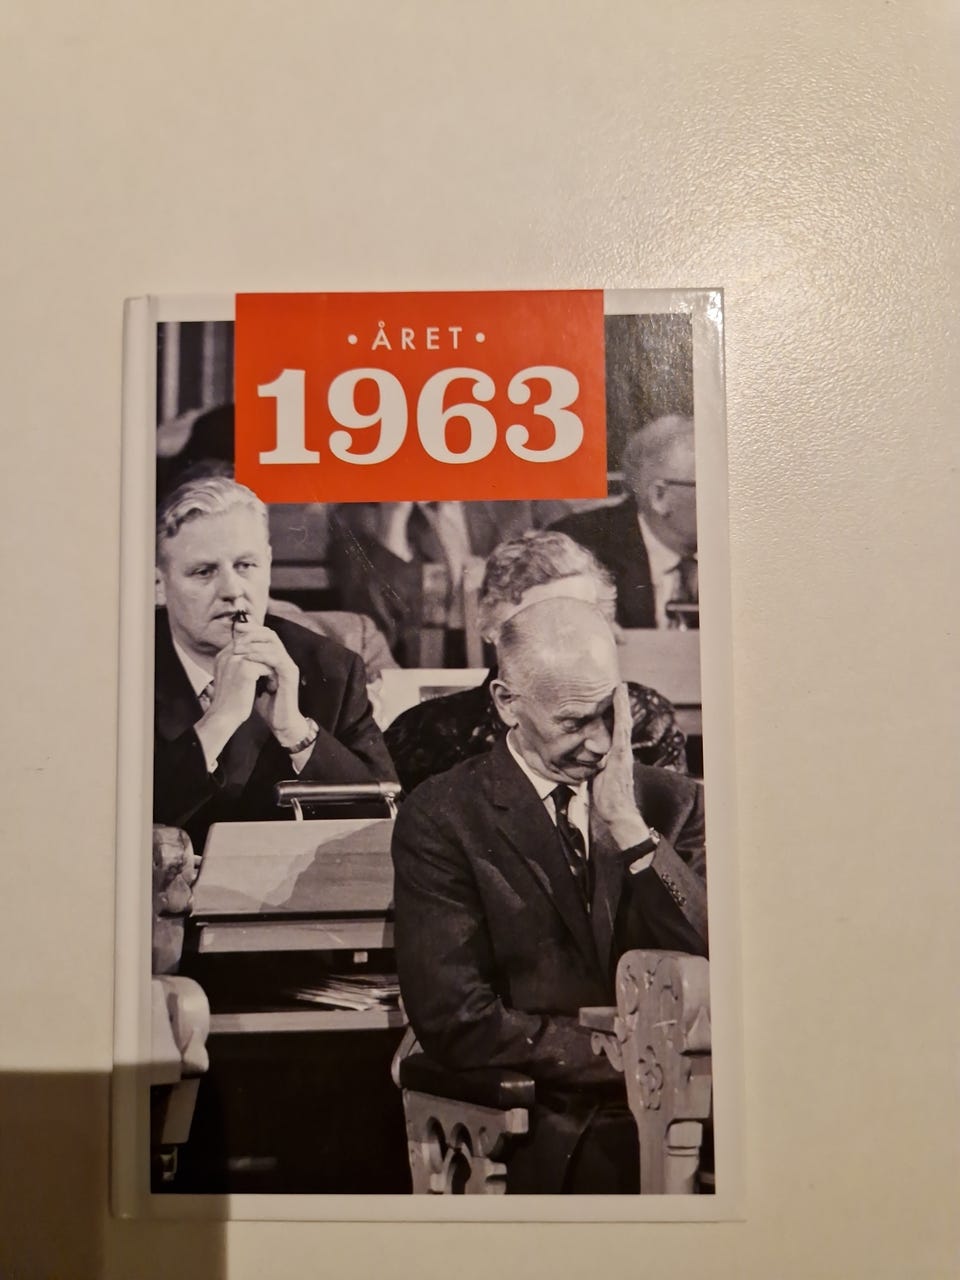 • ÅRET •
1963